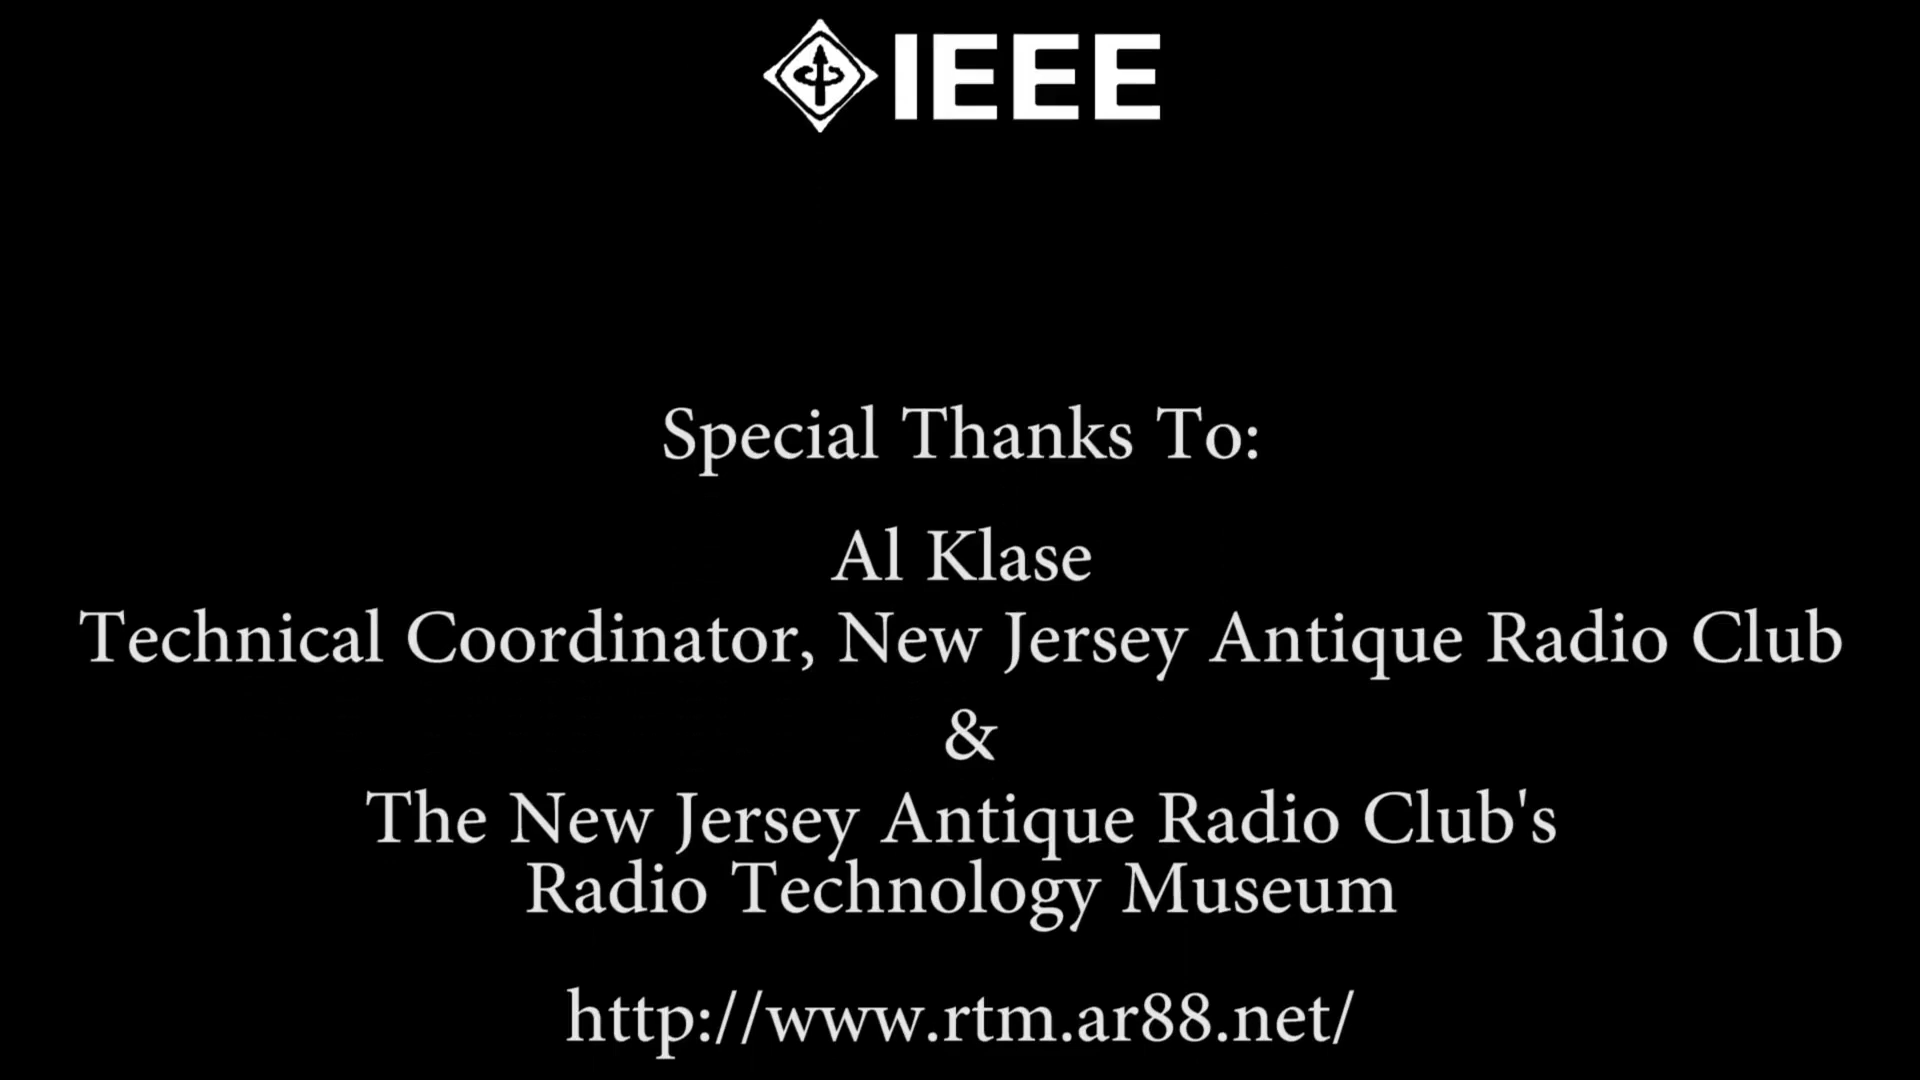 IEEE
Special Thanks To:
Al Klase
Technical Coordinator, New Jersey Antique Radio Club
&
The New Jersey Antique Radio Club's
Radio Technology Museum
http://www.rtm.ar88.net/